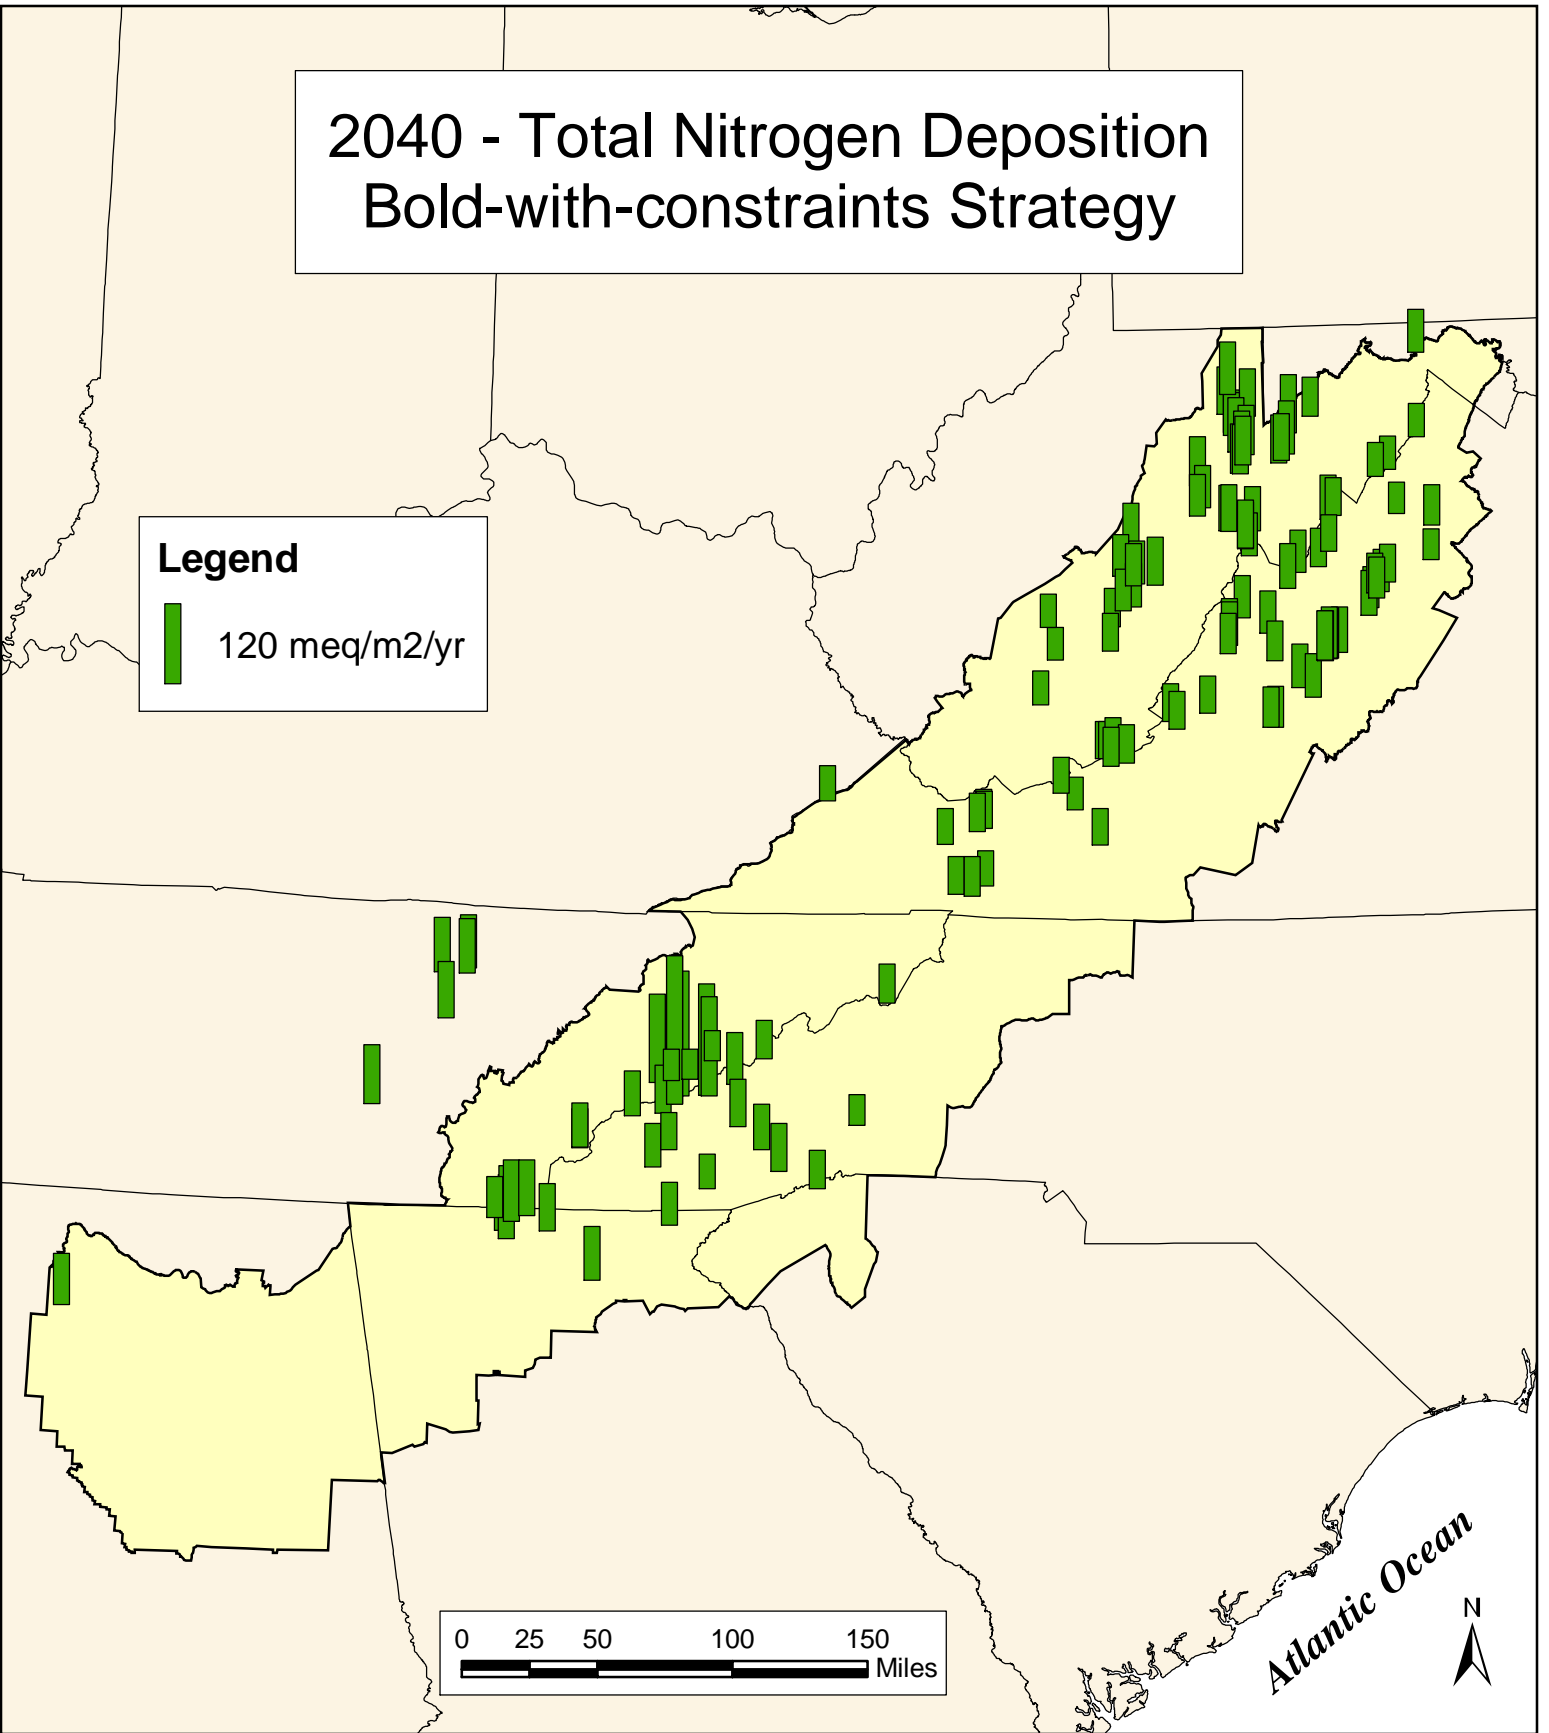 2040 - Total Nitrogen Deposition
Bold-with-constraints Strategy
Legend
120 meq/m2/yr
0 25 50 100 150
Miles
Atlantic Ocean
N